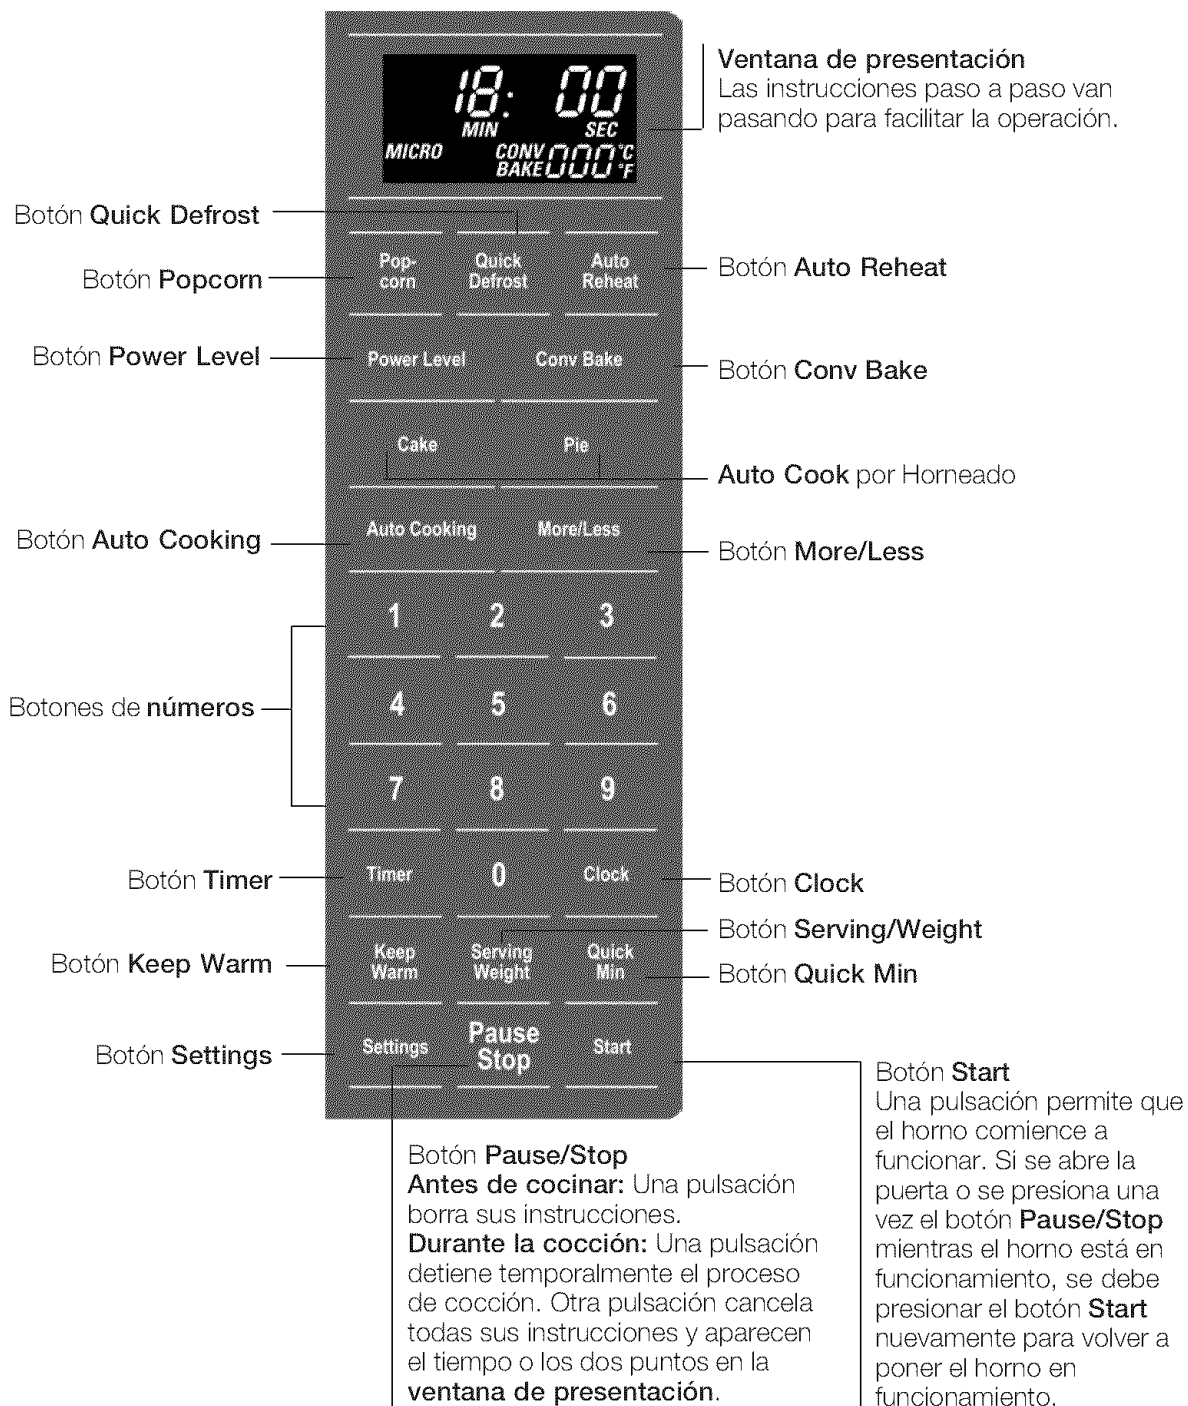 18: 00
MIN SEC
MICRO CONV BAKE 000 °C °F
Ventana de presentación
Las instrucciones paso a paso van
pasando para facilitar la operación.
Botón Quick Defrost
Botón Popcorn
Pop-
corn
Quick
Defrost
Auto
Reheat
Botón Auto Reheat
Botón Power Level
Power Level
Conv Bake
Botón Conv Bake
Cake
Pie
Auto Cook por Horneado
Botón Auto Cooking
Auto Cooking
More/Less
Botón More/Less
1 2 3
Botones de números
4 5 6
7 8 9
Botón Timer
Timer
0
Clock
Botón Clock
Botón Serving/Weight
Botón Keep Warm
Keep
Warm
Serving
Weight
Quick
Min
Botón Quick Min
Botón Settings
Settings
Pause
Stop
Start
Botón Pause/Stop
Antes de cocinar: Una pulsación
borra sus instrucciones.
Durante la cocción: Una pulsación
detiene temporalmente el proceso
de cocción. Otra pulsación cancela
todas sus instrucciones y aparecen
el tiempo o los dos puntos en la
ventana de presentación.
Botón Start
Una pulsación permite que
el horno comience a
funcionar. Si se abre la
puerta o se presiona una
vez el botón Pause/Stop
mientras el horno está en
funcionamiento, se debe
presionar el botón Start
nuevamente para volver a
poner el horno en
funcionamiento.